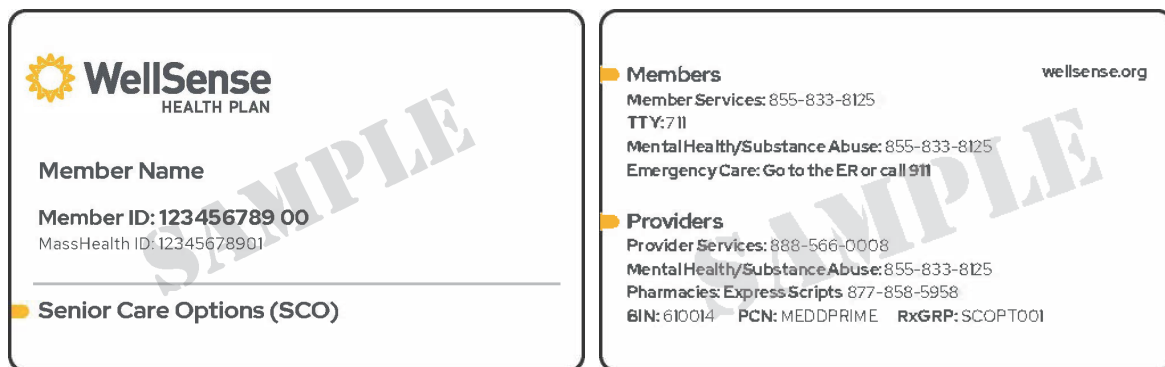 WellSense
HEALTH PLAN
SAMPLE
Member Name
Member ID: 123456789 00
MassHealth ID: 12345678901
Senior Care Options (SCO)
Members
wellsense.org
Member Services: 855-833-8125
TTY: 711
Mental Health/Substance Abuse: 855-833-8125
Emergency Care: Go to the ER or call 911
SAMPLE
Providers
Provider Services: 888-566-0008
Mental Health/Substance Abuse: 855-833-8125
Pharmacies: Express Scripts 877-858-5958
BIN: 610014 PCN: MEDDPRIME RxGRP: SCOPT001